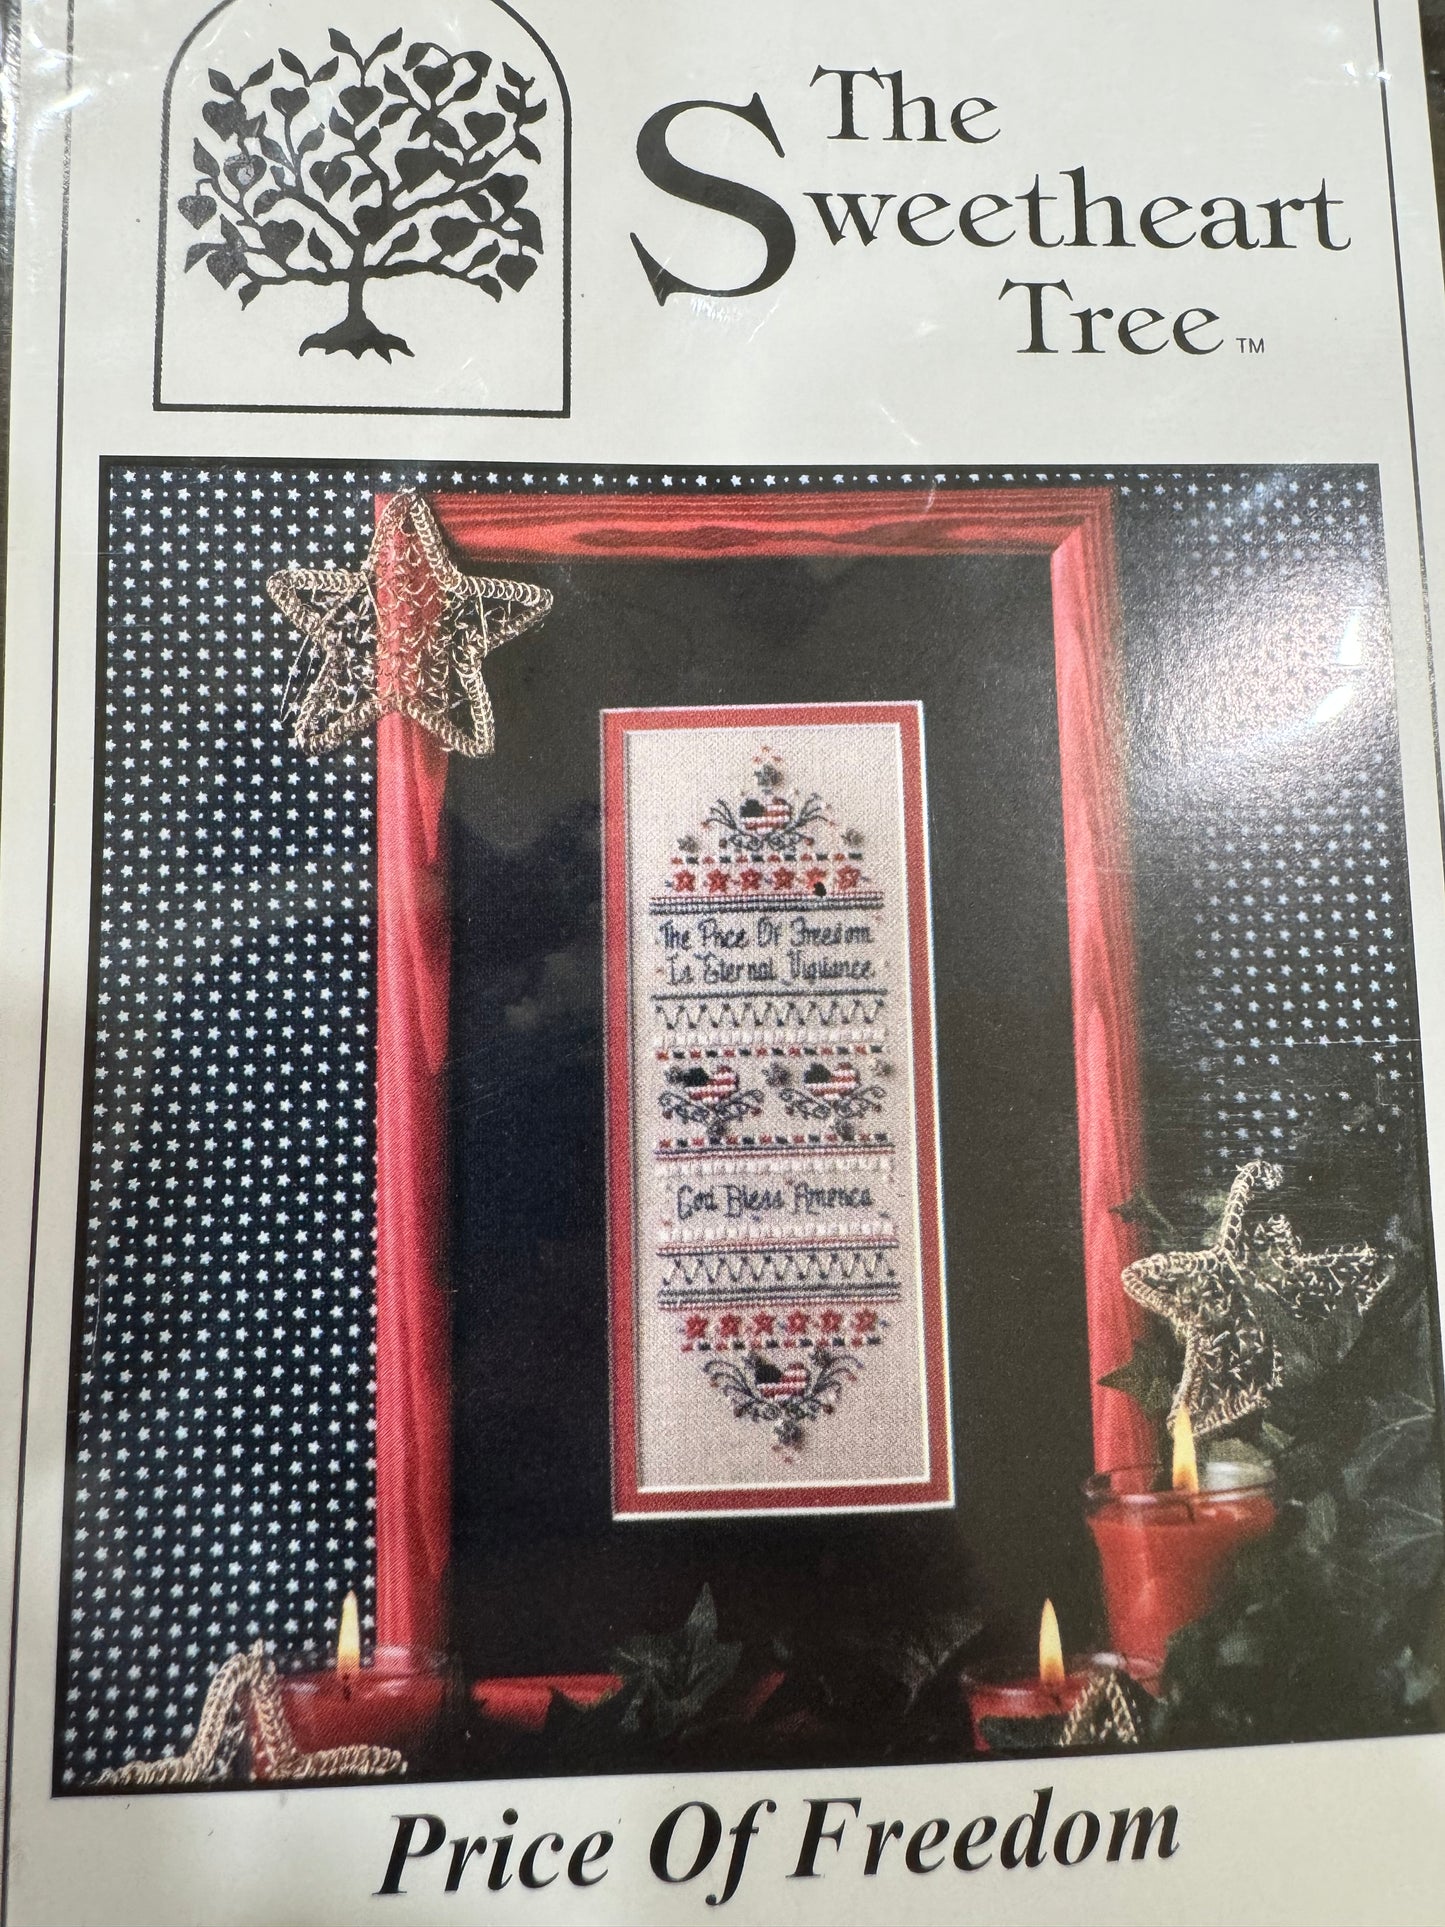 The
Sweetheart
Tree™
The Price Of Freedom
Is Eternal Vigilance
God Bless America
Price Of Freedom